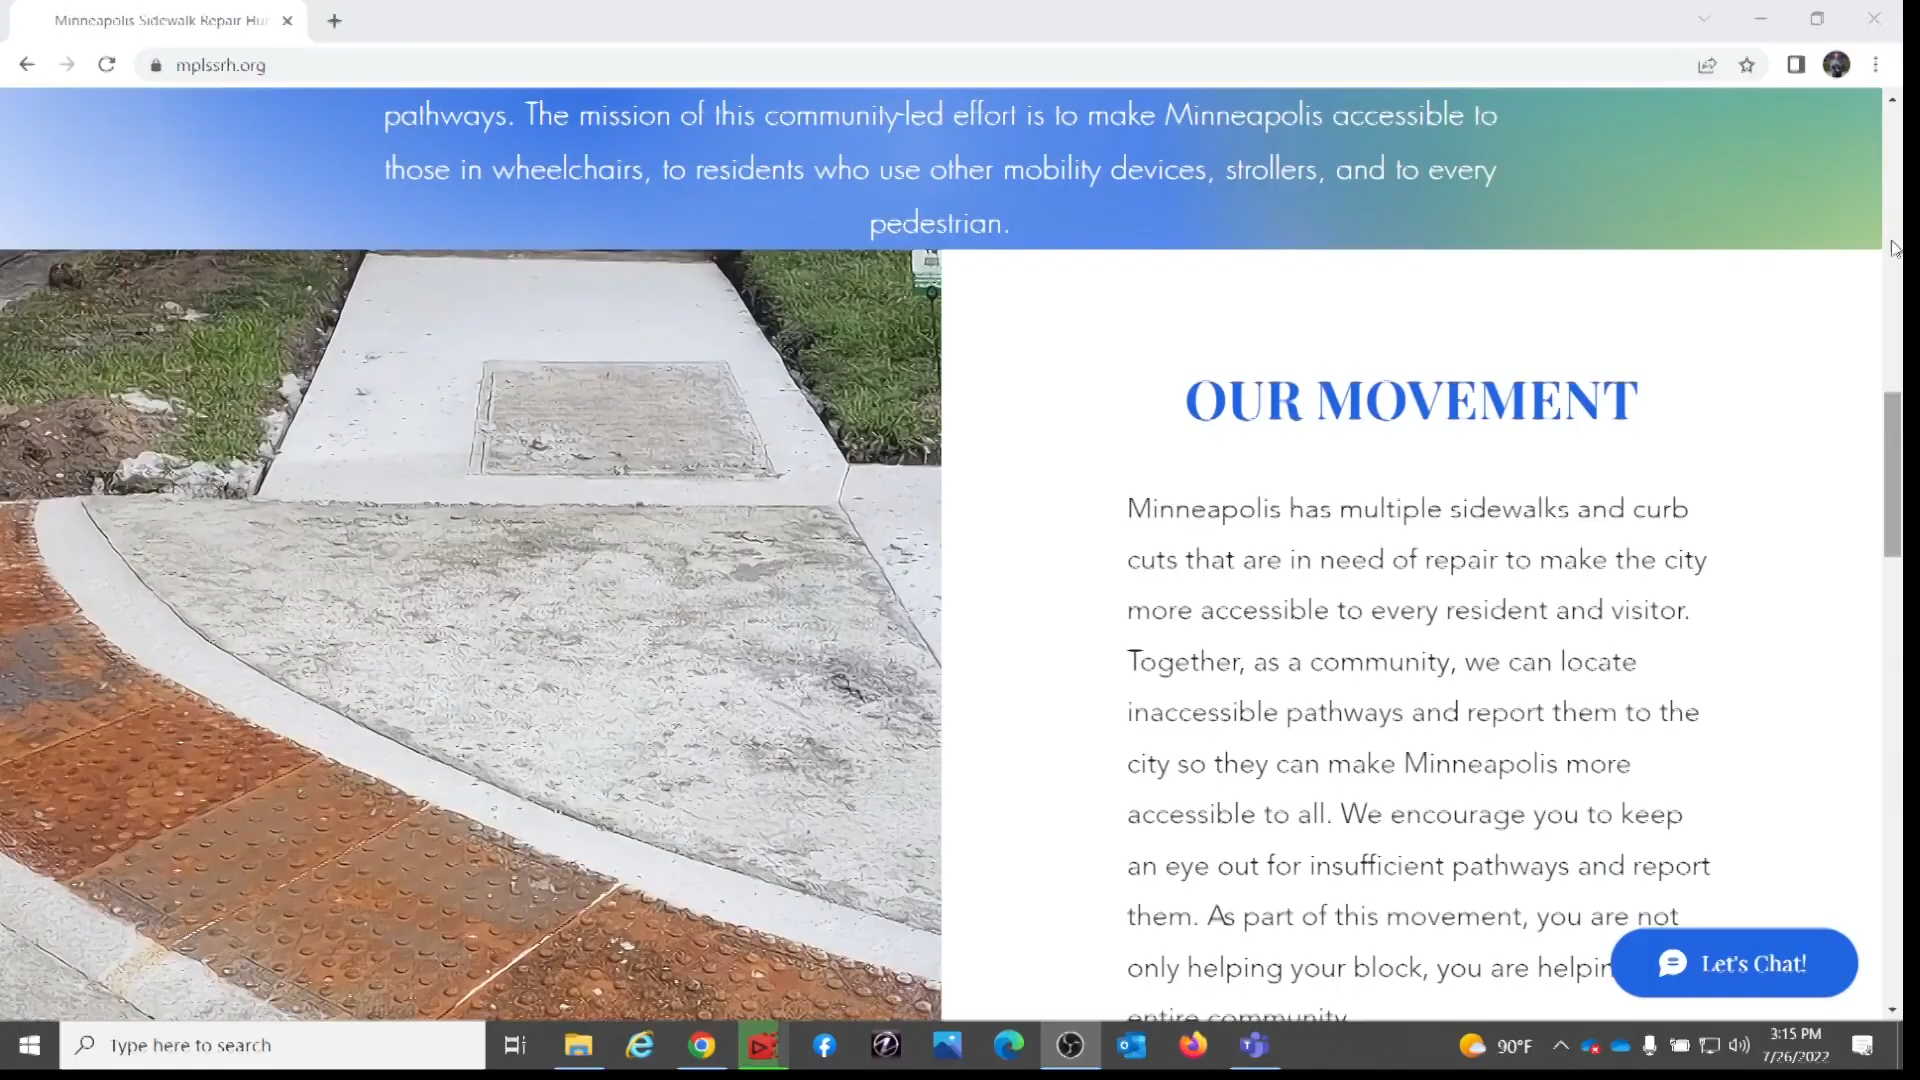 Minneapolis Sidewalk Repair Hu
mplssrh.org
pathways. The mission of this community-led effort is to make Minneapolis accessible to
those in wheelchairs, to residents who use other mobility devices, strollers, and to every
pedestrian.
OUR MOVEMENT
Minneapolis has multiple sidewalks and curb
cuts that are in need of repair to make the city
more accessible to every resident and visitor.
Together, as a community, we can locate
inaccessible pathways and report them to the
city so they can make Minneapolis more
accessible to all. We encourage you to keep
an eye out for insufficient pathways and report
them. As part of this movement, you are not
only helping your block, you are helpin
entire community.
Let's Chat!
Type here to search
90°F
3:15 PM
7/26/2022